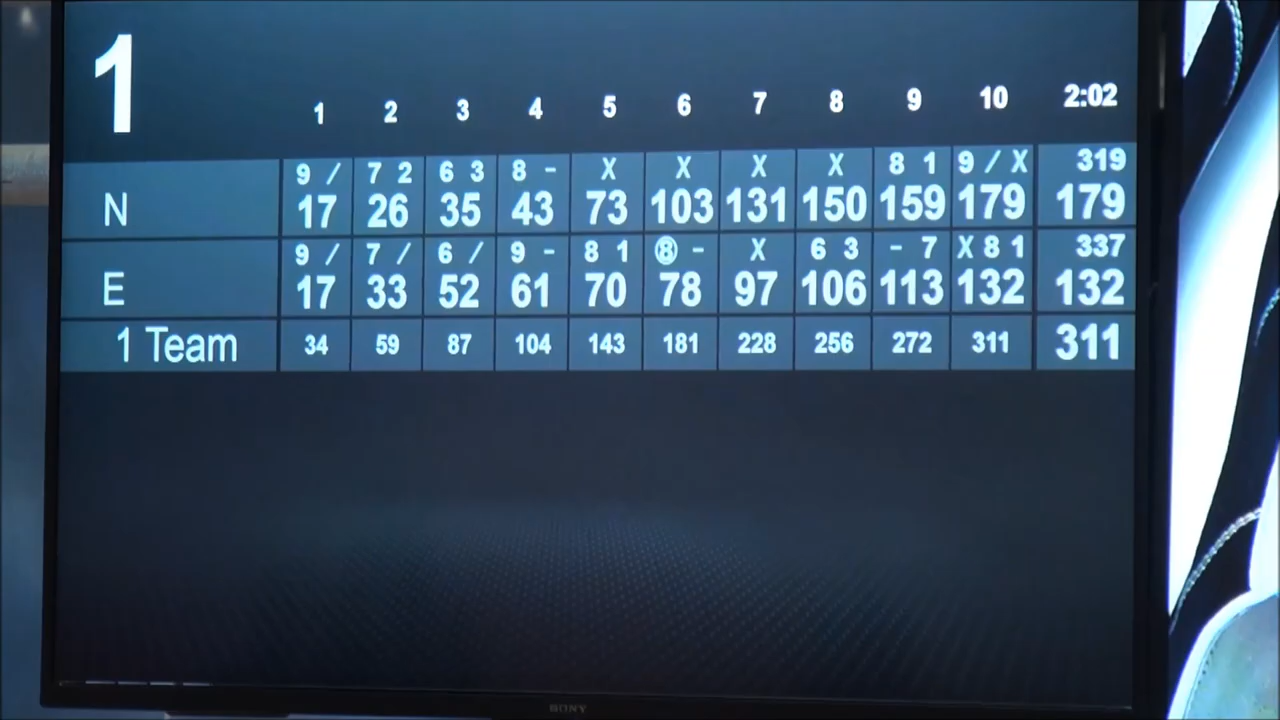 1
1 2 3 4 5 6 7 8 9 10 2:02
9 / 7 2 6 3 8 - X X X X 8 1 9 / X 319
N 17 26 35 43 73 103 131 150 159 179 179
9 / 7 / 6 / 9 - 8 1 ⑧ - X 6 3 - 7 X 8 1 337
E 17 33 52 61 70 78 97 106 113 132 132
1 Team 34 59 87 104 143 181 228 256 272 311 311
SONY